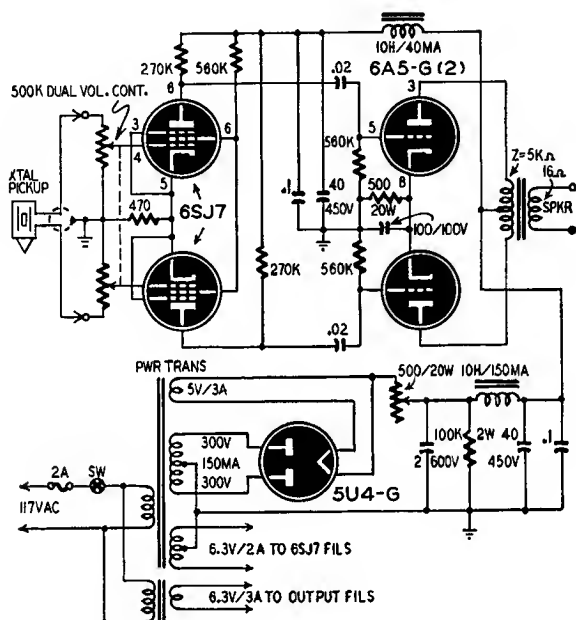 10H/40MA
6A5-G (2)
270K
560K
6
.02
3
500K DUAL VOL. CONT.
3
4
6
5
560K
5
8
Z=5KΩ
16Ω
SPKR
XTAL
PICKUP
470
6SJ7
.1
40
450V
500
20W
100/100V
270K
560K
.02
PWR TRANS
5V/3A
500/20W
10H/150MA
300V
150MA
300V
5U4-G
2
600V
100K
2W
40
450V
.1
2A
SW
117VAC
6.3V/2A TO 6SJ7 FILS
6.3V/3A TO OUTPUT FILS